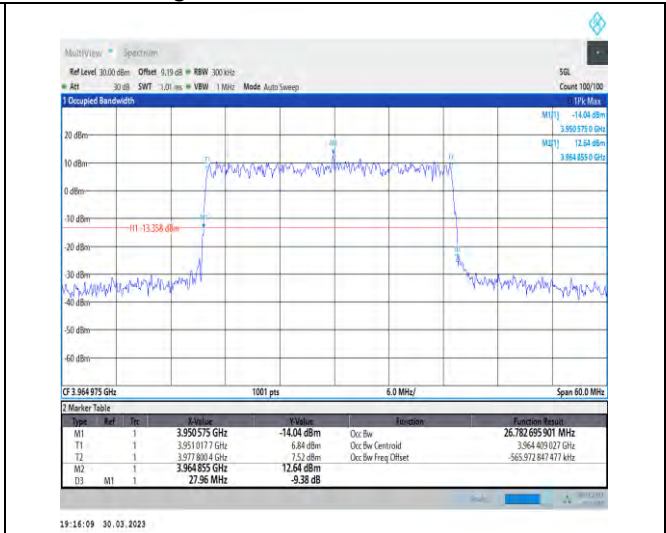 MultiView Spectrum
Ref Level 30.00 dBm Offset 9.19 dB RBW 300 kHz SGL
Att 30 dB SWT 1.01 ms VBW 1 MHz Mode Auto Sweep Count 100/100
1 Occupied Bandwidth 1Pk Max
M1[1] -14.04 dBm
3.950 575 0 GHz
M2[1] 12.64 dBm
3.964 855 0 GHz
20 dBm
10 dBm
0 dBm
-10 dBm
H1 -13.358 dBm
-20 dBm
-30 dBm
-40 dBm
-50 dBm
-60 dBm
T1
M2
T2
M1
CF 3.964 975 GHz 1001 pts 6.0 MHz/ Span 60.0 MHz
2 Marker Table
Type Ref Trc X-Value Y-Value Function Function Result
M1 1 3.950 575 GHz -14.04 dBm Occ Bw 26.782 695 901 MHz
T1 1 3.951 017 7 GHz 6.84 dBm Occ Bw Centroid 3.964 409 027 GHz
T2 1 3.977 800 4 GHz 7.52 dBm Occ Bw Freq Offset -565.972 847 477 kHz
M2 1 3.964 855 GHz 12.64 dBm
D3 M1 1 27.96 MHz -9.38 dB
19:16:09 30.03.2023